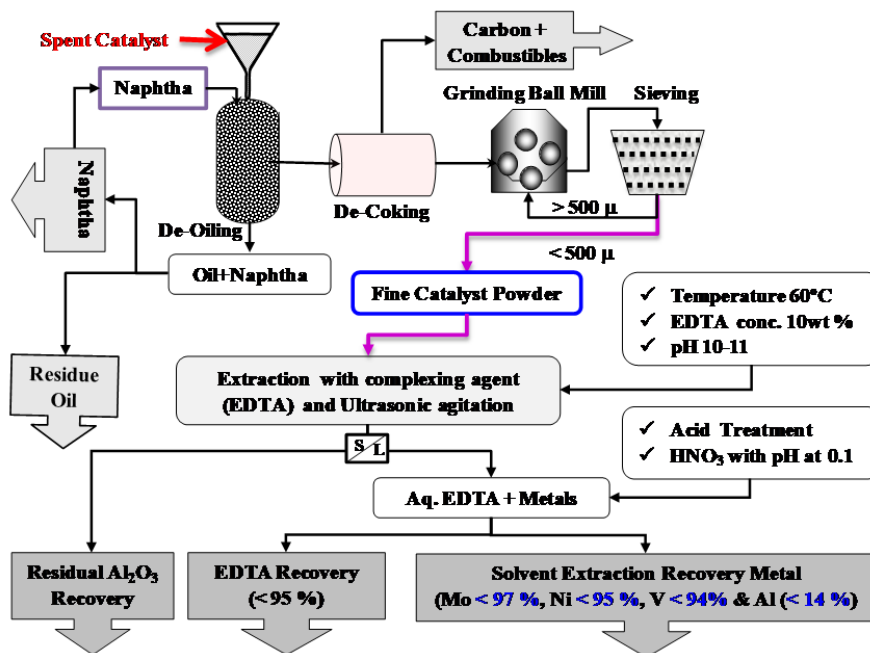 Spent Catalyst
Carbon +
Combustibles
Naphtha
Grinding Ball Mill
Sieving
Naphtha
De-Oiling
De-Coking
> 500 µ
< 500 µ
Oil+Naphtha
Fine Catalyst Powder
✓ Temperature 60°C
✓ EDTA conc. 10wt %
✓ pH 10-11
Residue
Oil
Extraction with complexing agent
(EDTA) and Ultrasonic agitation
✓ Acid Treatment
✓ HNO₃ with pH at 0.1
S/L
Aq. EDTA + Metals
Residual Al₂O₃
Recovery
EDTA Recovery
(< 95 %)
Solvent Extraction Recovery Metal
(Mo < 97 %, Ni < 95 %, V < 94% & Al (< 14 %)